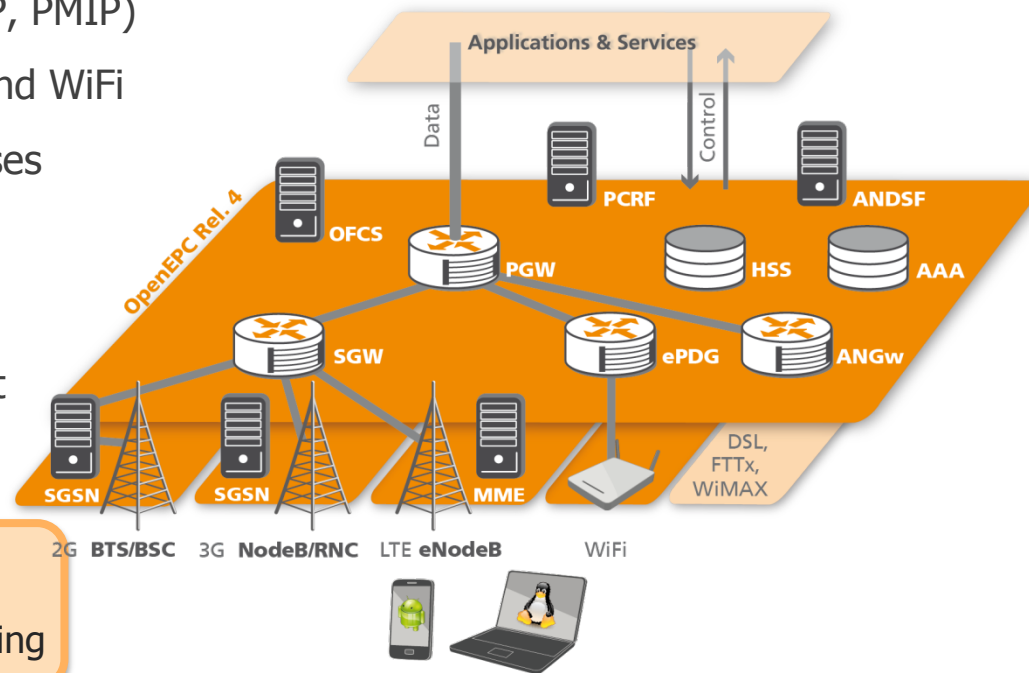 , PMIP)
nd WiFi
ses
t
ing
Applications & Services
Data
Control
OpenEPC Rel. 4
OFCS
PCRF
ANDSF
PGW
HSS
AAA
SGW
ePDG
ANGw
SGSN
SGSN
MME
DSL,
FTTx,
WiMAX
2G BTS/BSC
3G NodeB/RNC
LTE eNodeB
WiFi